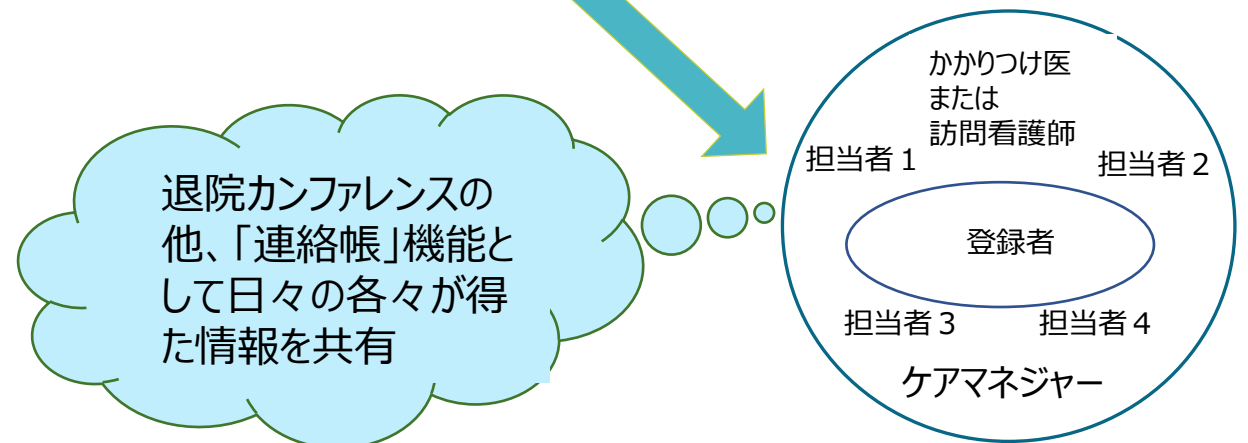 退院カンファレンスの
他、「連絡帳」機能と
して日々の各々が得
た情報を共有
かかりつけ医
または
訪問看護師
担当者１
担当者２
登録者
担当者３
担当者４
ケアマネジャー